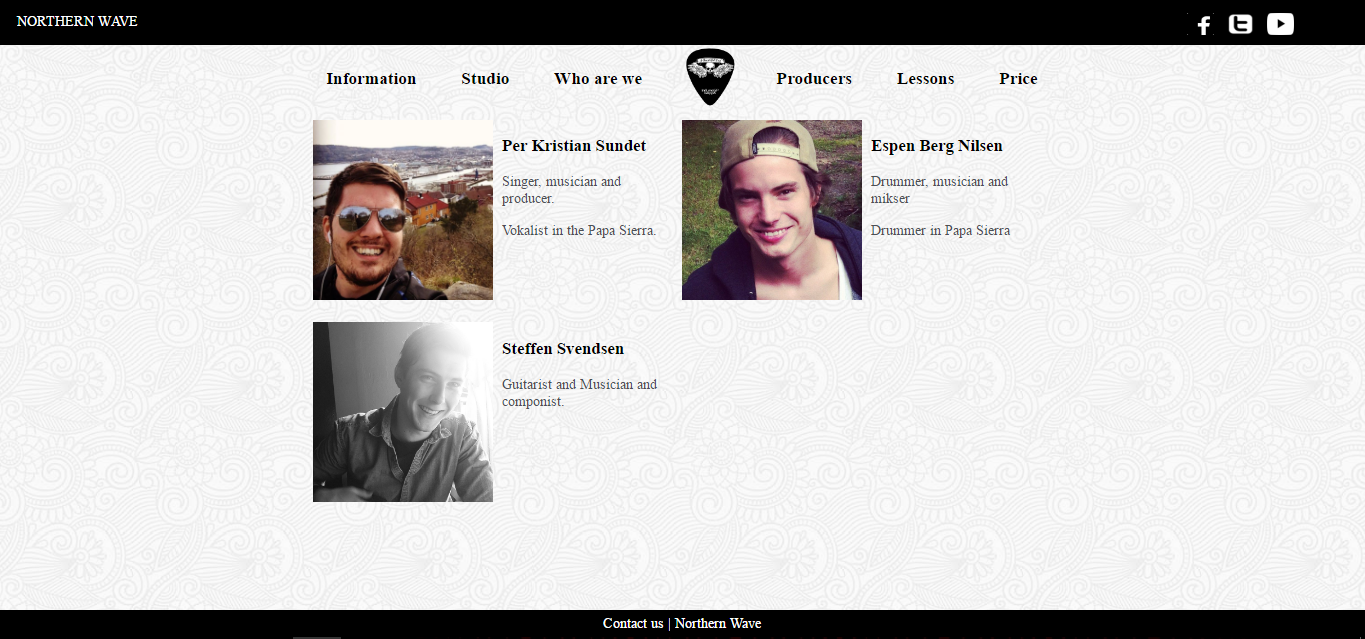 NORTHERN WAVE
Information Studio Who are we Producers Lessons Price
Per Kristian Sundet
Singer, musician and
producer.
Vokalist in the Papa Sierra.
Espen Berg Nilsen
Drummer, musician and
mikser
Drummer in Papa Sierra
Steffen Svendsen
Guitarist and Musician and
componist.
Contact us | Northern Wave